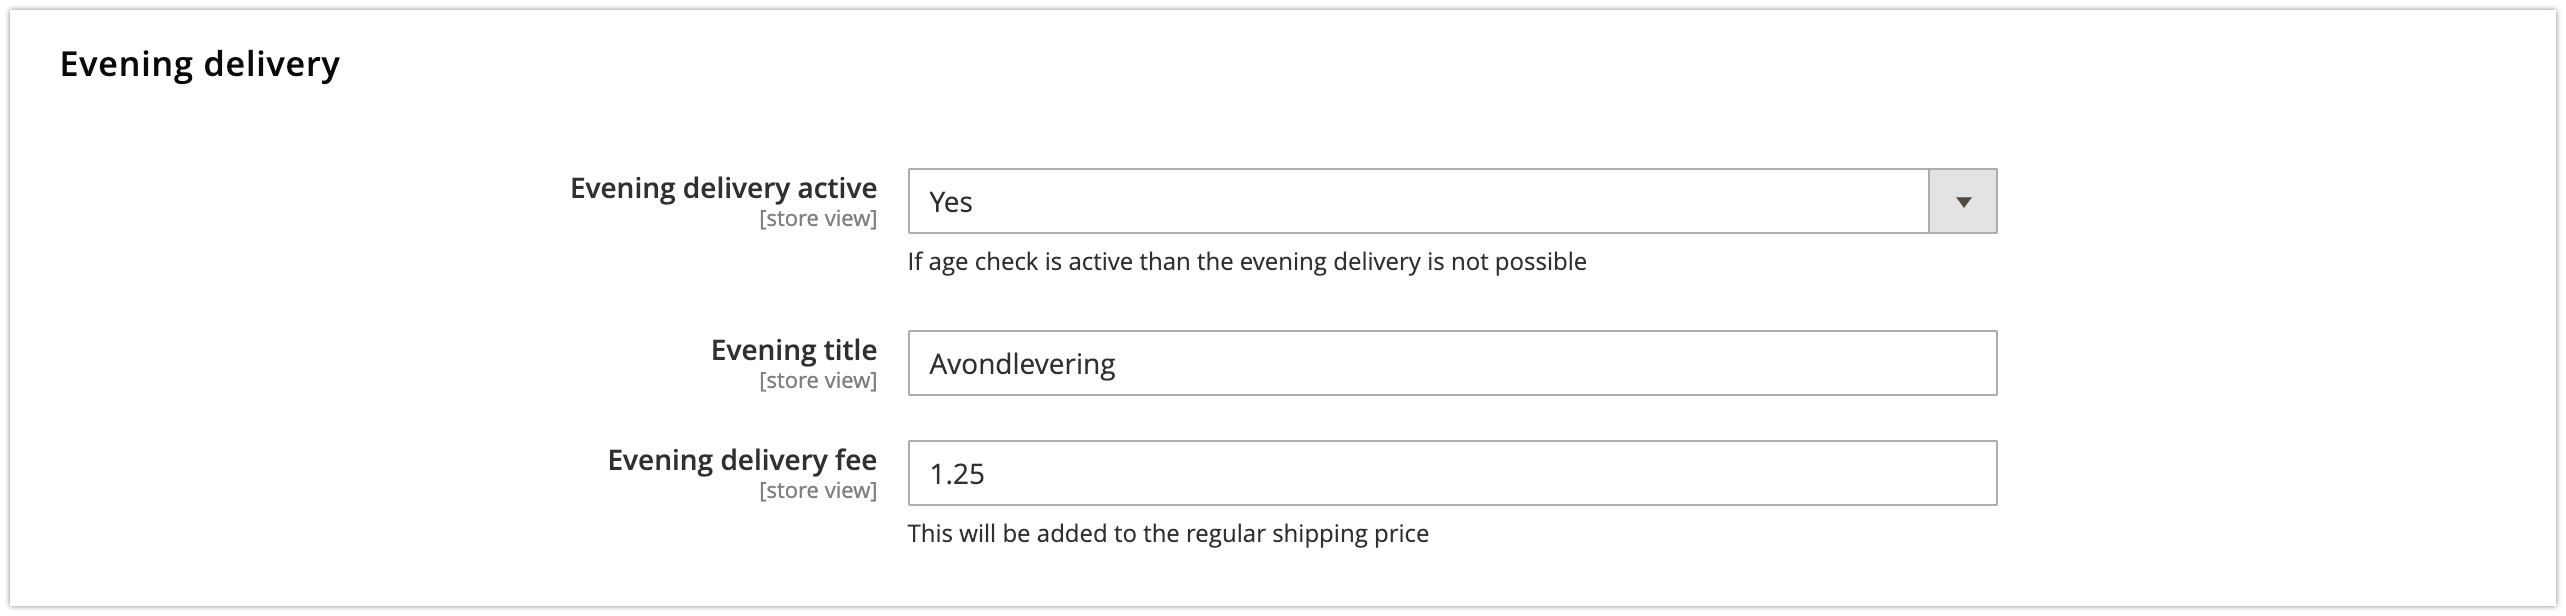 Evening delivery
Evening delivery active
[store view]
Yes
If age check is active than the evening delivery is not possible
Evening title
[store view]
Avondlevering
Evening delivery fee
[store view]
1.25
This will be added to the regular shipping price